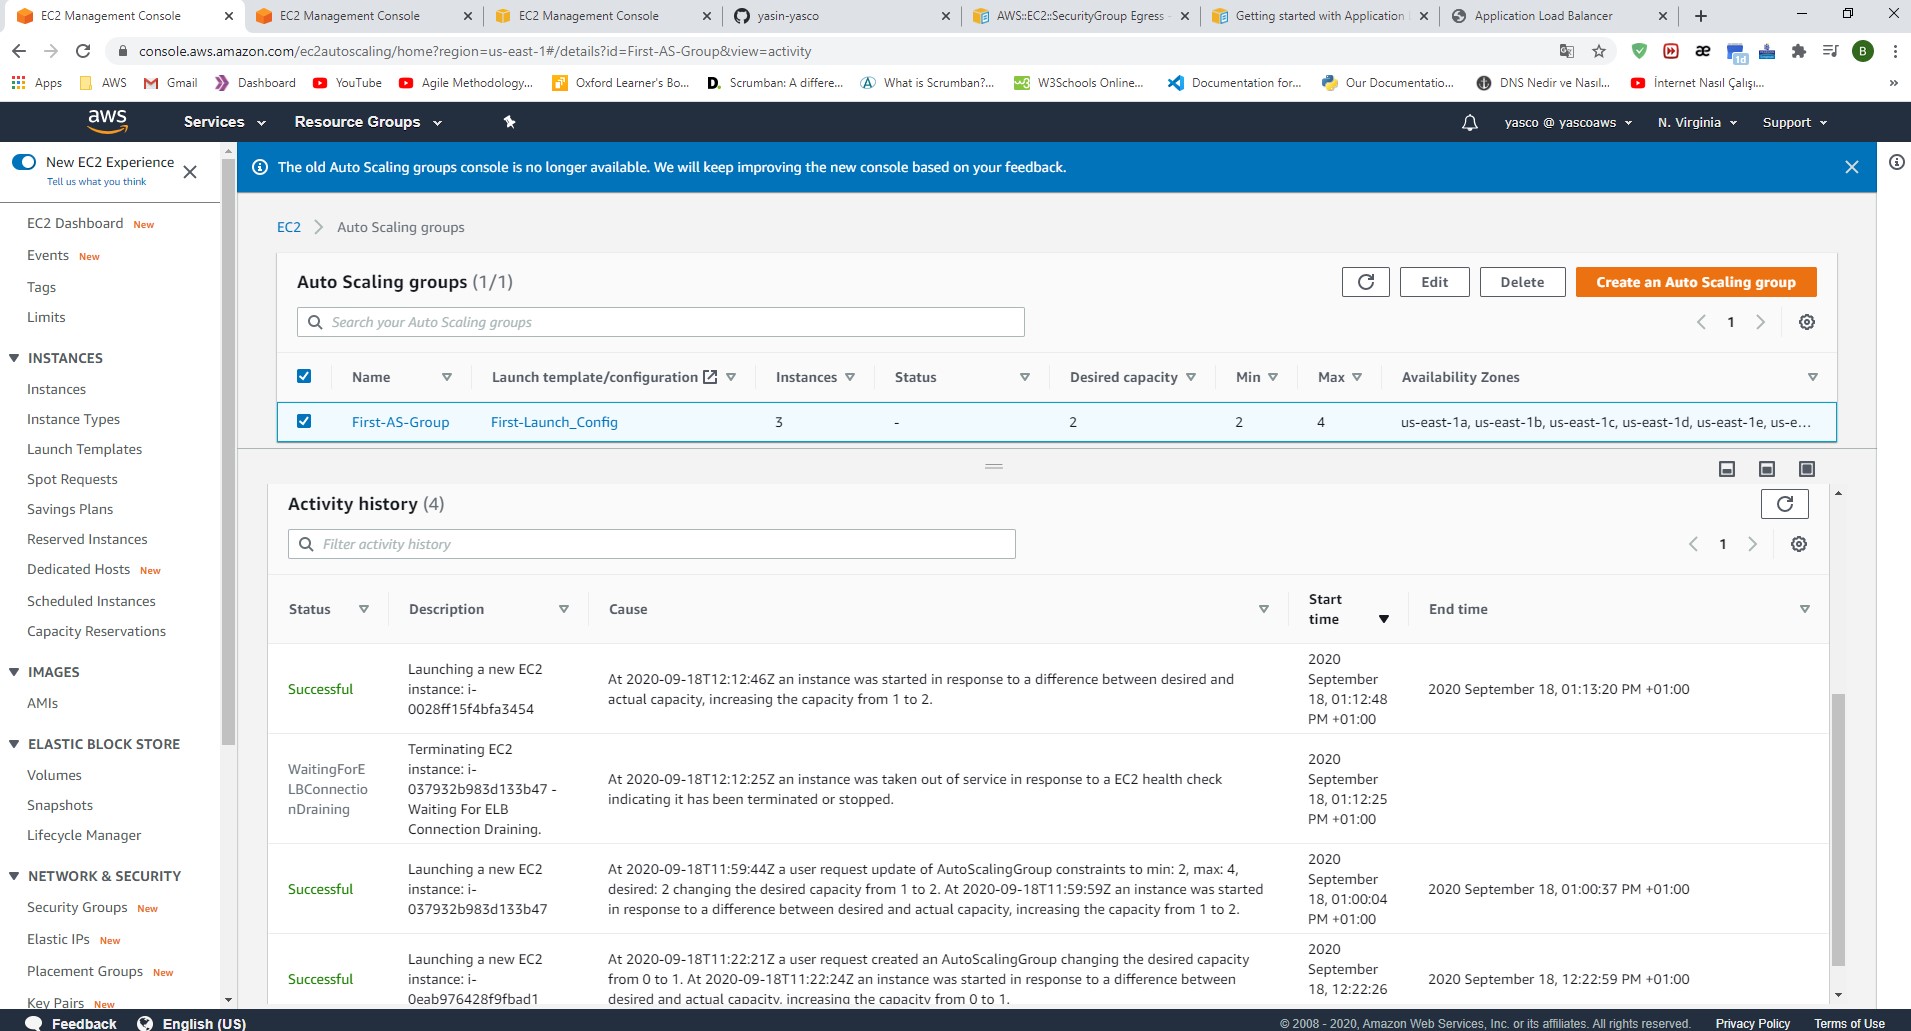 EC2 Management Console
EC2 Management Console
EC2 Management Console
yasin-yasco
AWS::EC2::SecurityGroup Egress -
Getting started with Application
Application Load Balancer
console.aws.amazon.com/ec2autoscaling/home?region=us-east-1#/details?id=First-AS-Group&view=activity
1d
B
Apps
AWS
Gmail
Dashboard
YouTube
Agile Methodology...
Oxford Learner's Bo...
Scrumban: A differe...
What is Scrumban?...
W3Schools Online...
Documentation for...
Our Documentatio...
DNS Nedir ve Nasıl...
İnternet Nasıl Çalışı...
aws
Services
Resource Groups
yasco @ yascoaws
N. Virginia
Support
New EC2 Experience
Tell us what you think
The old Auto Scaling groups console is no longer available. We will keep improving the new console based on your feedback.
EC2 Dashboard New
Events New
Tags
Limits
INSTANCES
Instances
Instance Types
Launch Templates
Spot Requests
Savings Plans
Reserved Instances
Dedicated Hosts New
Scheduled Instances
Capacity Reservations
IMAGES
AMIs
ELASTIC BLOCK STORE
Volumes
Snapshots
Lifecycle Manager
NETWORK & SECURITY
Security Groups New
Elastic IPs New
Placement Groups New
Key Pairs New
EC2 > Auto Scaling groups
Auto Scaling groups (1/1)
Edit
Delete
Create an Auto Scaling group
Search your Auto Scaling groups
1
Name
Launch template/configuration
Instances
Status
Desired capacity
Min
Max
Availability Zones
First-AS-Group
First-Launch_Config
3
-
2
2
4
us-east-1a, us-east-1b, us-east-1c, us-east-1d, us-east-1e, us-e...
Activity history (4)
Filter activity history
1
Status
Description
Cause
Start
time
End time
Successful
Launching a new EC2
instance: i-
0028ff15f4bfa3454
At 2020-09-18T12:12:46Z an instance was started in response to a difference between desired and
actual capacity, increasing the capacity from 1 to 2.
2020
September
18, 01:12:48
PM +01:00
2020 September 18, 01:13:20 PM +01:00
WaitingForE
LBConnectio
nDraining
Terminating EC2
instance: i-
037932b983d133b47 -
Waiting For ELB
Connection Draining.
At 2020-09-18T12:12:25Z an instance was taken out of service in response to a EC2 health check
indicating it has been terminated or stopped.
2020
September
18, 01:12:25
PM +01:00
Successful
Launching a new EC2
instance: i-
037932b983d133b47
At 2020-09-18T11:59:44Z a user request update of AutoScalingGroup constraints to min: 2, max: 4,
desired: 2 changing the desired capacity from 1 to 2. At 2020-09-18T11:59:59Z an instance was started
in response to a difference between desired and actual capacity, increasing the capacity from 1 to 2.
2020
September
18, 01:00:04
PM +01:00
2020 September 18, 01:00:37 PM +01:00
Successful
Launching a new EC2
instance: i-
0eab976428f9fbad1
At 2020-09-18T11:22:21Z a user request created an AutoScalingGroup changing the desired capacity
from 0 to 1. At 2020-09-18T11:22:24Z an instance was started in response to a difference between
desired and actual capacity, increasing the capacity from 0 to 1.
2020
September
18, 12:22:26
2020 September 18, 12:22:59 PM +01:00
Feedback
English (US)
© 2008 - 2020, Amazon Web Services, Inc. or its affiliates. All rights reserved.
Privacy Policy
Terms of Use